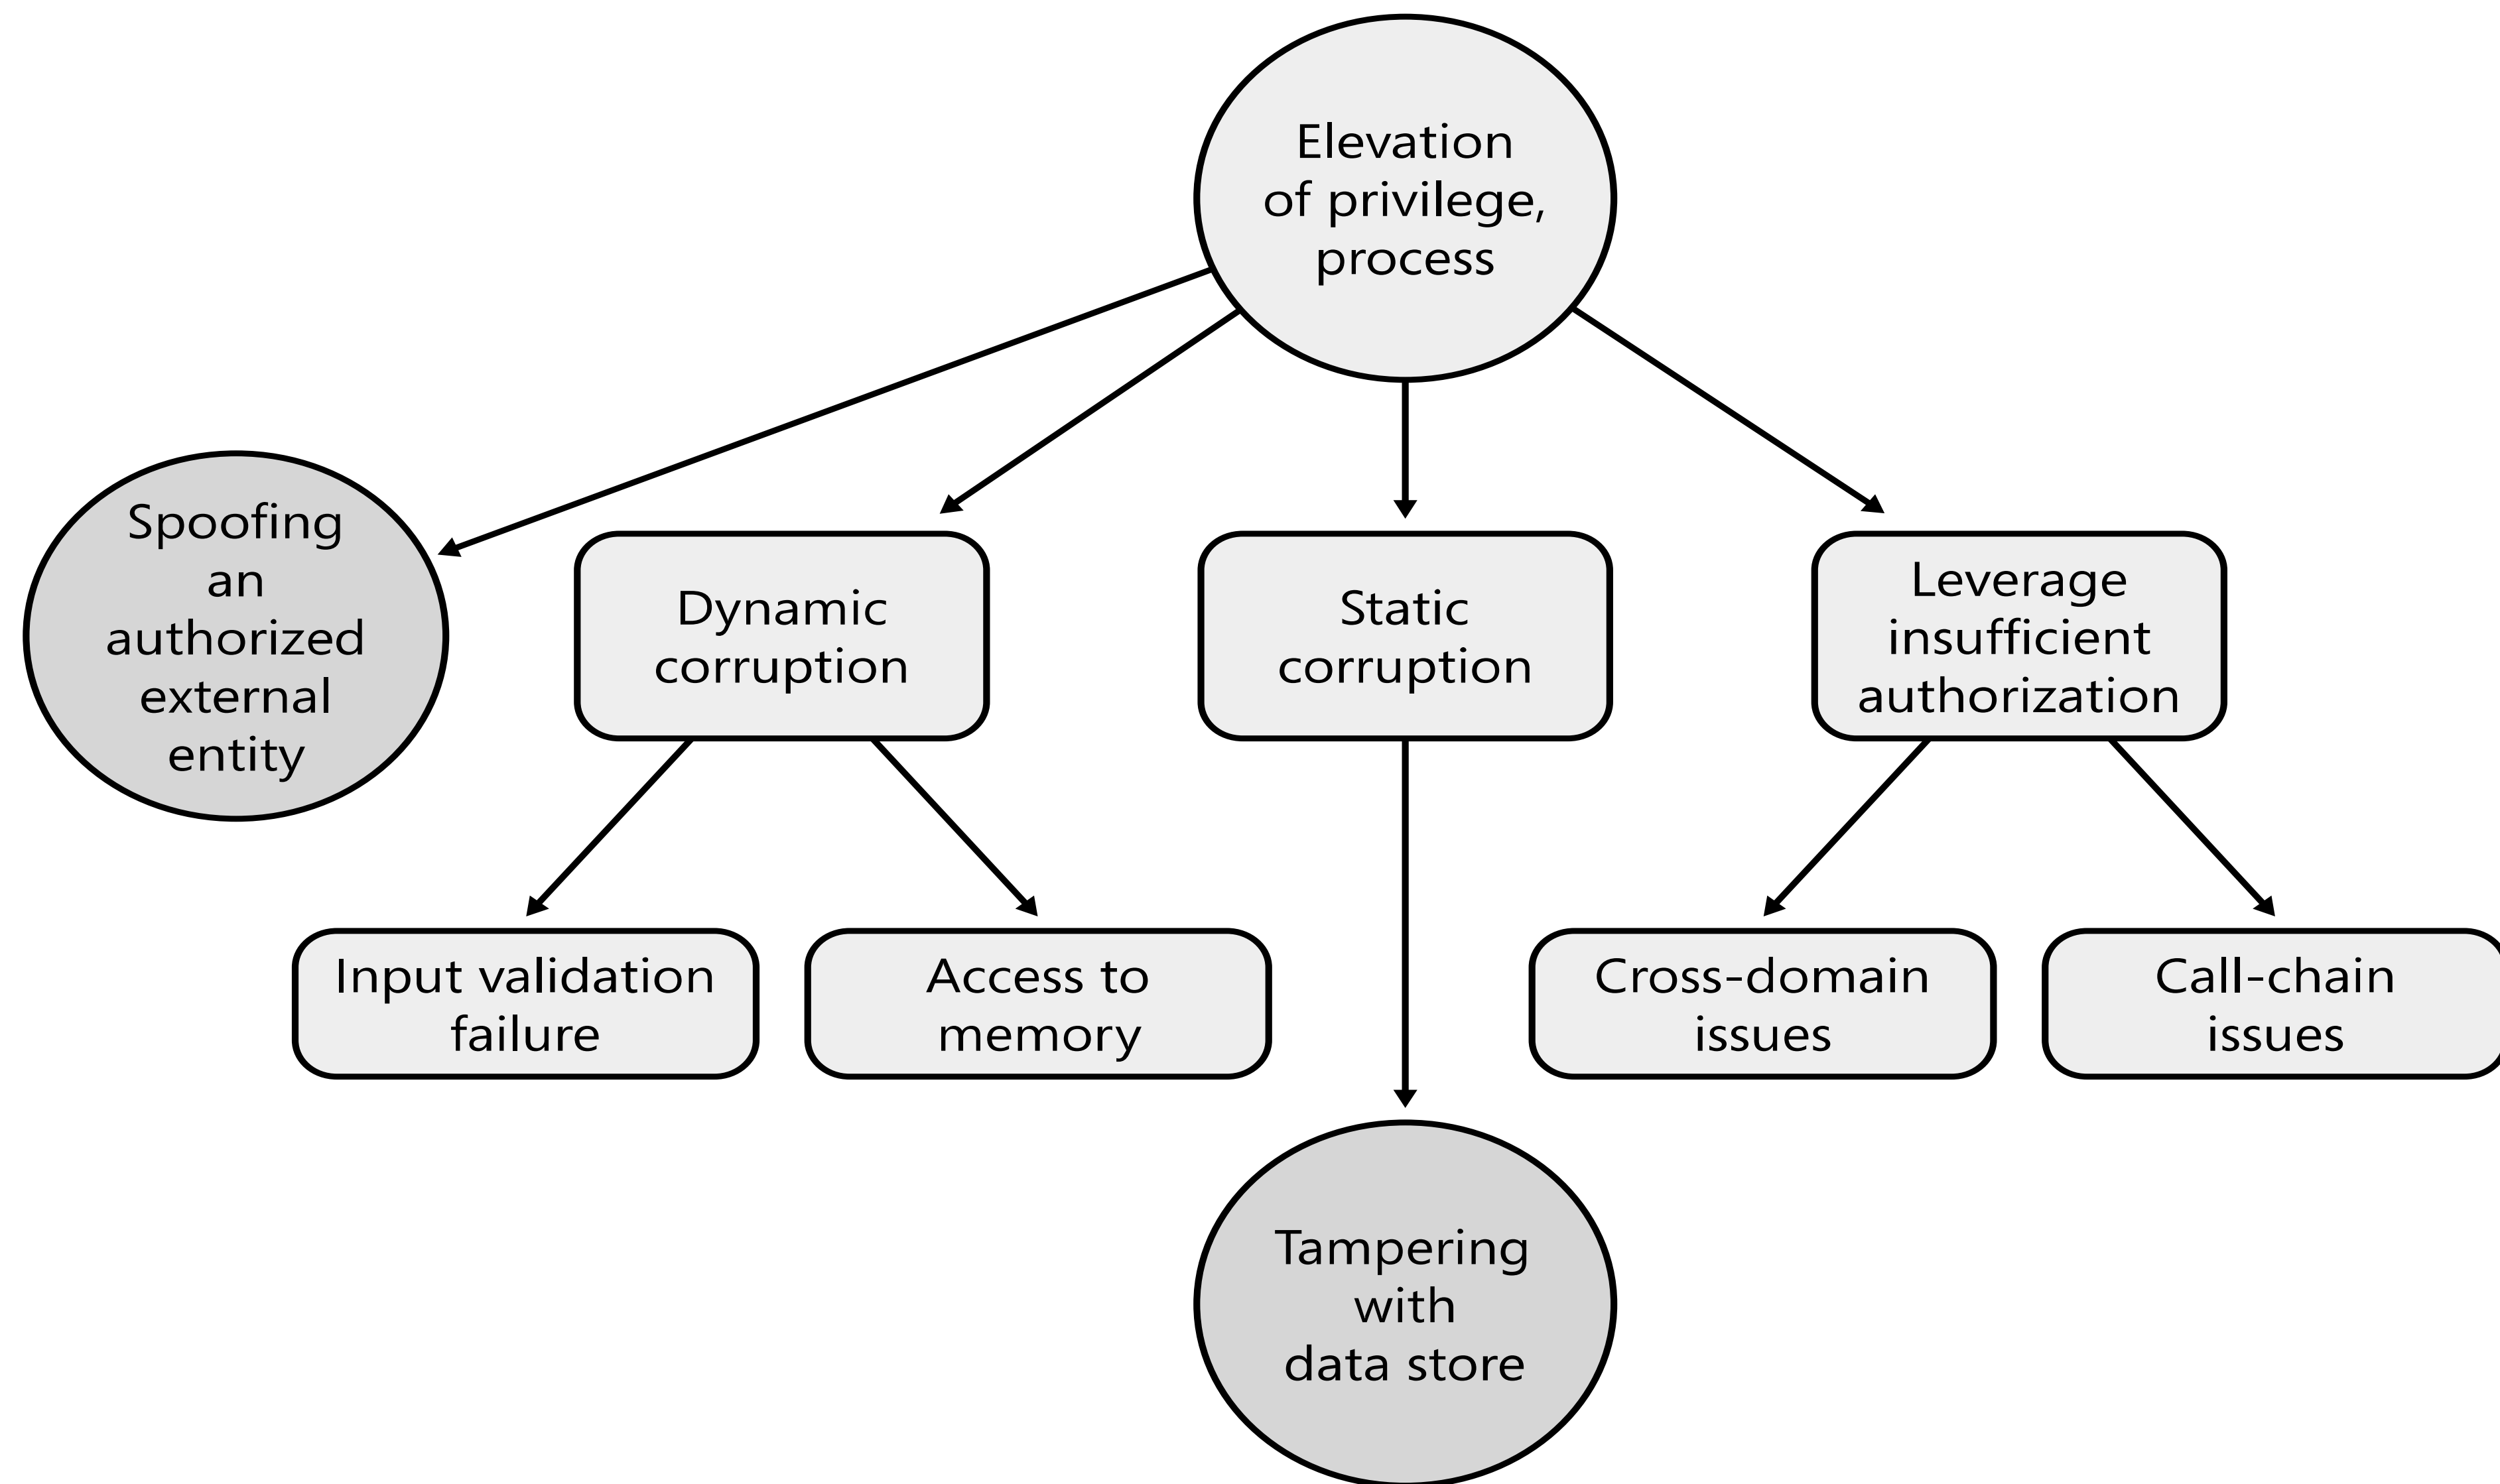 Elevation
of privilege,
process
Spoofing
an
authorized
external
entity
Dynamic
corruption
Static
corruption
Leverage
insufficient
authorization
Input validation
failure
Access to
memory
Cross-domain
issues
Call-chain
issues
Tampering
with
data store